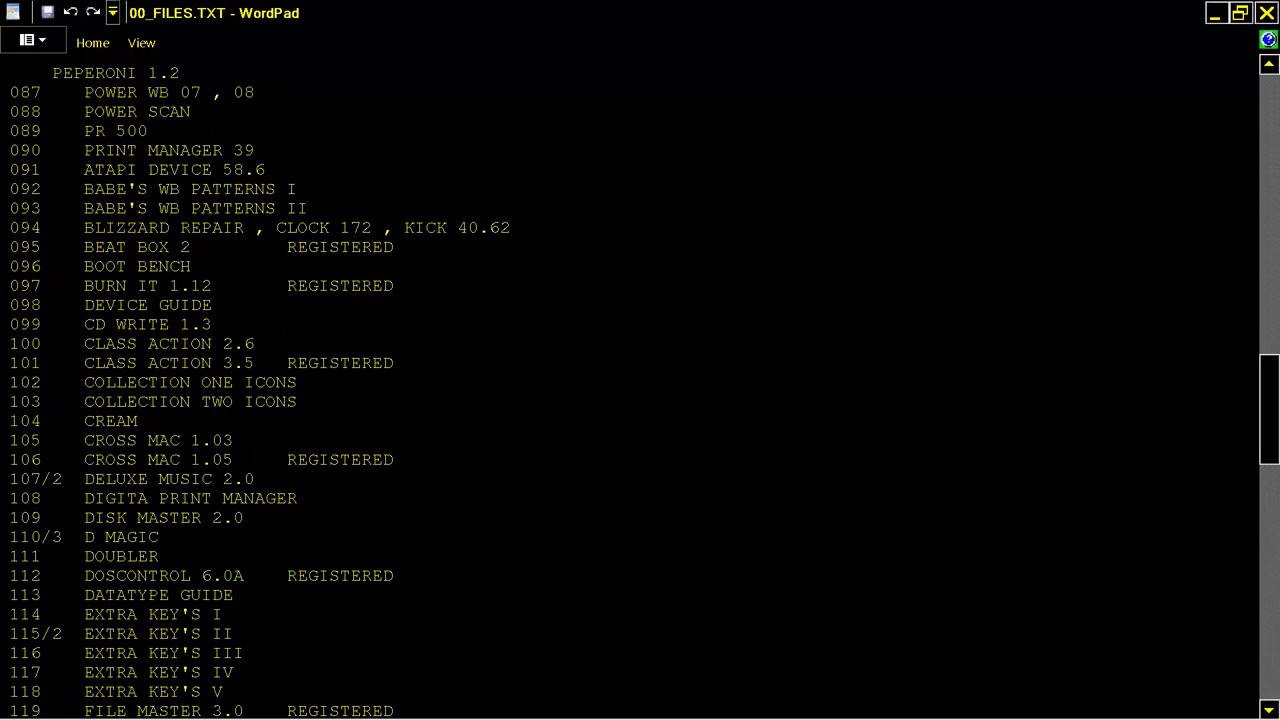 00_FILES.TXT - WordPad
Home View
PEPERONI 1.2
087 POWER WB 07 , 08
088 POWER SCAN
089 PR 500
090 PRINT MANAGER 39
091 ATAPI DEVICE 58.6
092 BABE'S WB PATTERNS I
093 BABE'S WB PATTERNS II
094 BLIZZARD REPAIR , CLOCK 172 , KICK 40.62
095 BEAT BOX 2 REGISTERED
096 BOOT BENCH
097 BURN IT 1.12 REGISTERED
098 DEVICE GUIDE
099 CD WRITE 1.3
100 CLASS ACTION 2.6
101 CLASS ACTION 3.5 REGISTERED
102 COLLECTION ONE ICONS
103 COLLECTION TWO ICONS
104 CREAM
105 CROSS MAC 1.03
106 CROSS MAC 1.05 REGISTERED
107/2 DELUXE MUSIC 2.0
108 DIGITA PRINT MANAGER
109 DISK MASTER 2.0
110/3 D MAGIC
111 DOUBLER
112 DOSCONTROL 6.0A REGISTERED
113 DATATYPE GUIDE
114 EXTRA KEY'S I
115/2 EXTRA KEY'S II
116 EXTRA KEY'S III
117 EXTRA KEY'S IV
118 EXTRA KEY'S V
119 FILE MASTER 3.0 REGISTERED